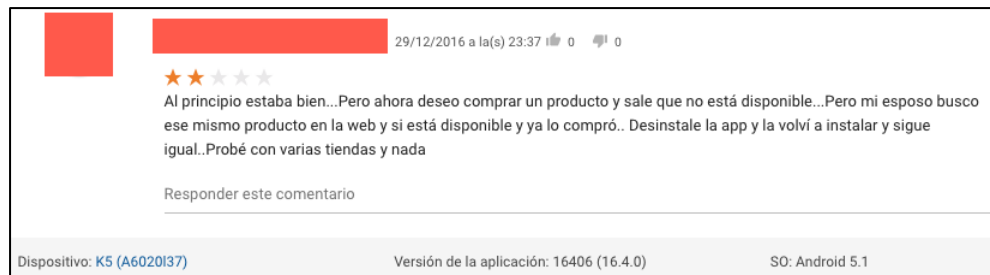 29/12/2016 a la(s) 23:37 0 0
Al principio estaba bien...Pero ahora deseo comprar un producto y sale que no está disponible...Pero mi esposo busco
ese mismo producto en la web y si está disponible y ya lo compró.. Desinstale la app y la volví a instalar y sigue
igual..Probé con varias tiendas y nada
Responder este comentario
Dispositivo: K5 (A6020l37) Versión de la aplicación: 16406 (16.4.0) SO: Android 5.1